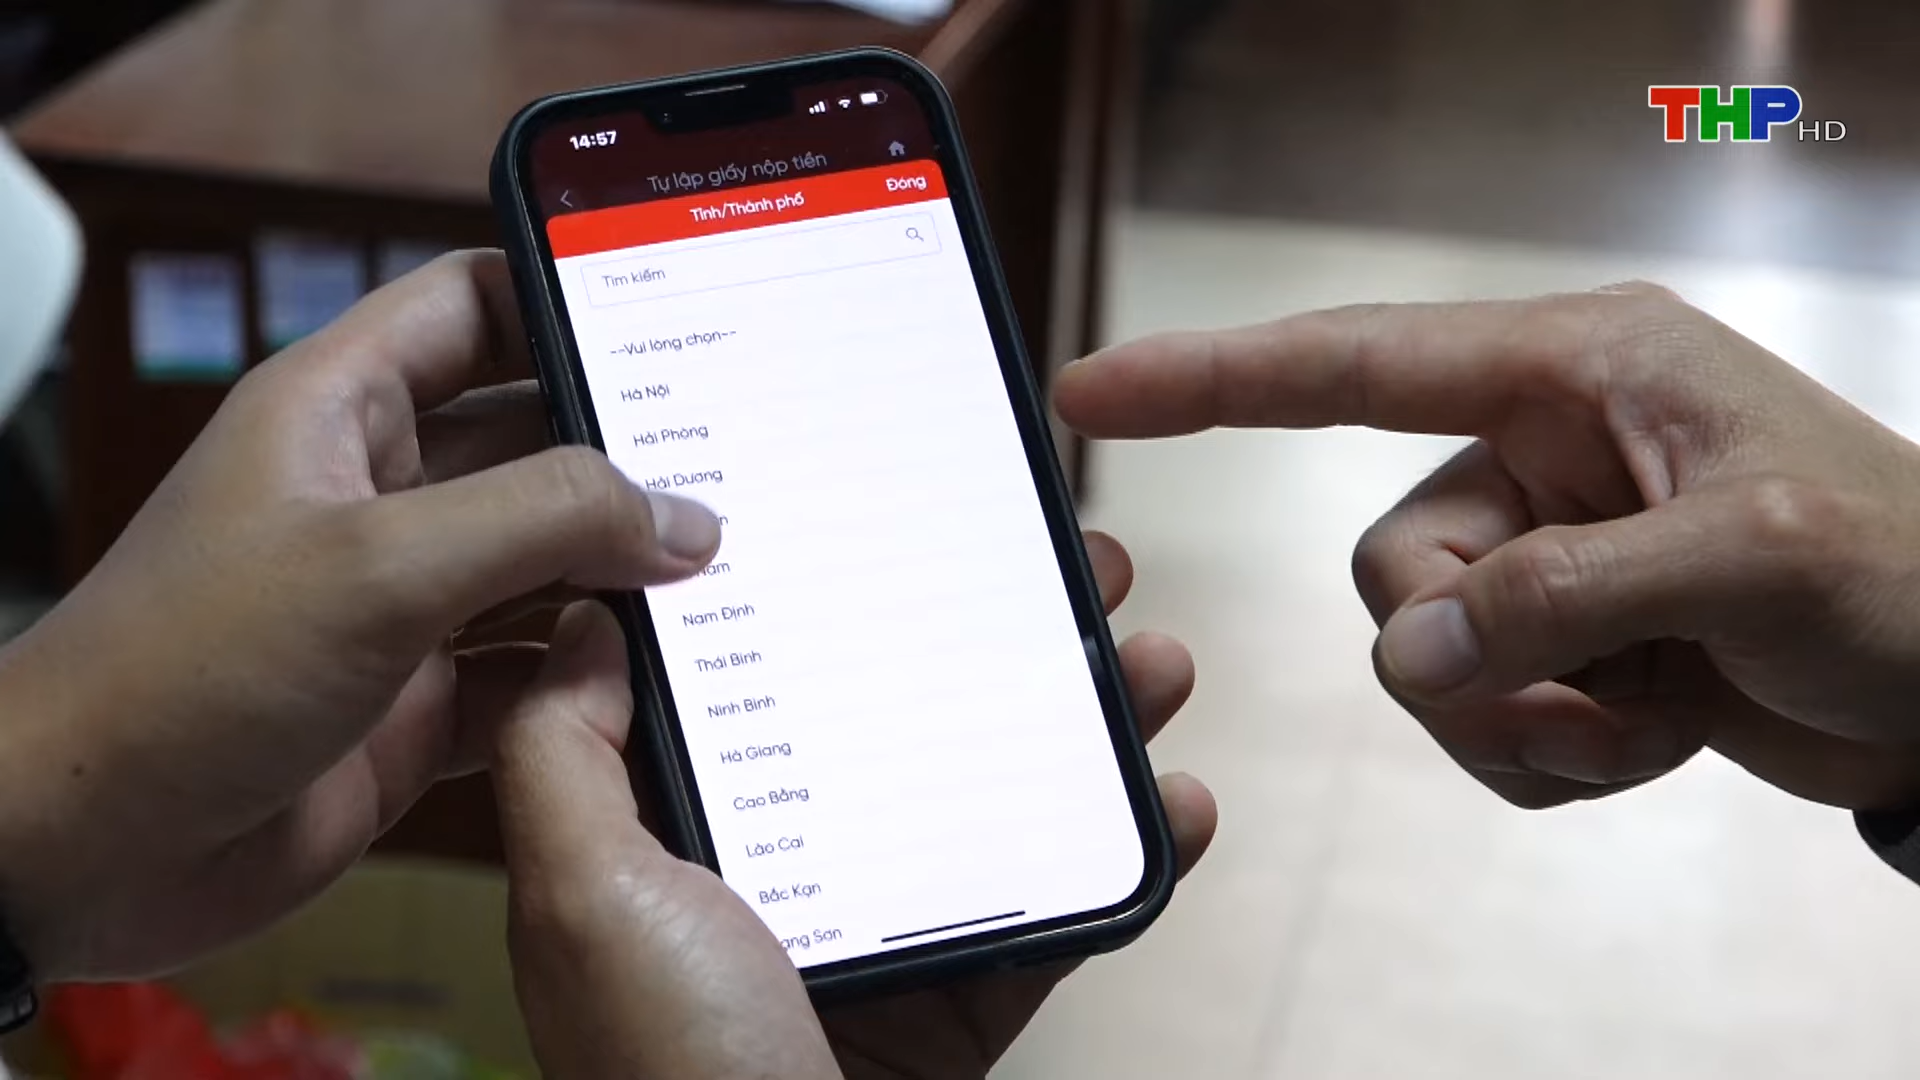 THP HD
14:57
Tự lập giấy nộp tiền
Tỉnh/Thành phố
Đóng
Tìm kiếm
--Vui lòng chọn--
Hà Nội
Hải Phòng
Hải Dương
Nam Định
Thái Bình
Ninh Bình
Hà Giang
Cao Bằng
Lào Cai
Bắc Kạn
ạng Sơn